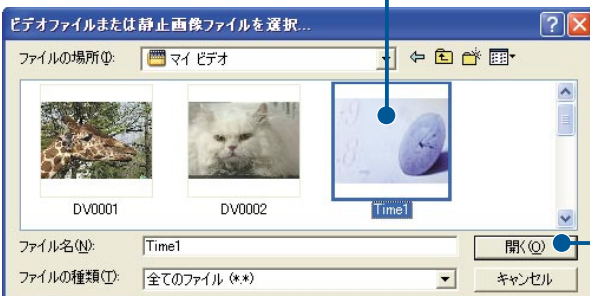 ビデオファイルまたは静止画像ファイルを選択...
ファイルの場所(I):
マイ ビデオ
DV0001
DV0002
Time1
ファイル名(N):
Time1
開く(O)
ファイルの種類(T):
全てのファイル (*.*)
キャンセル